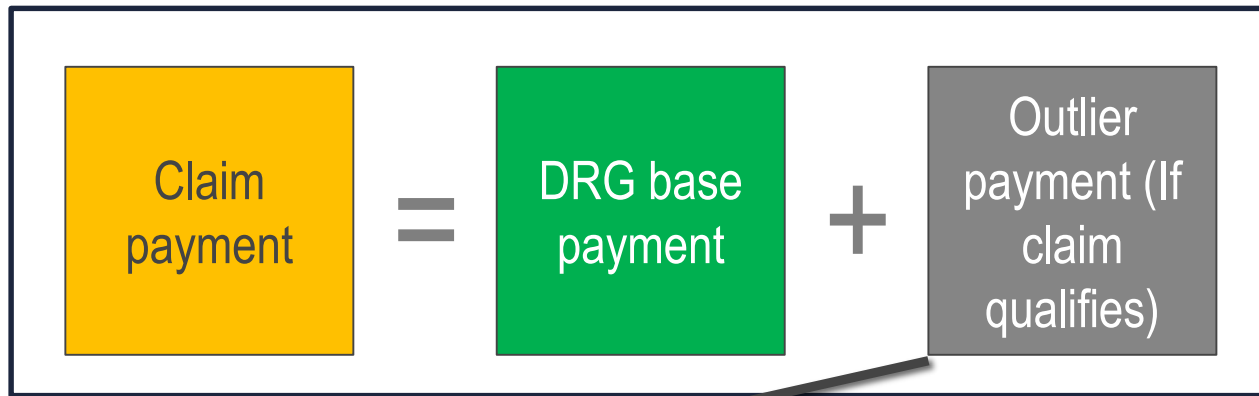 Claim
payment
=
DRG base
payment
+
Outlier
payment (If
claim
qualifies)